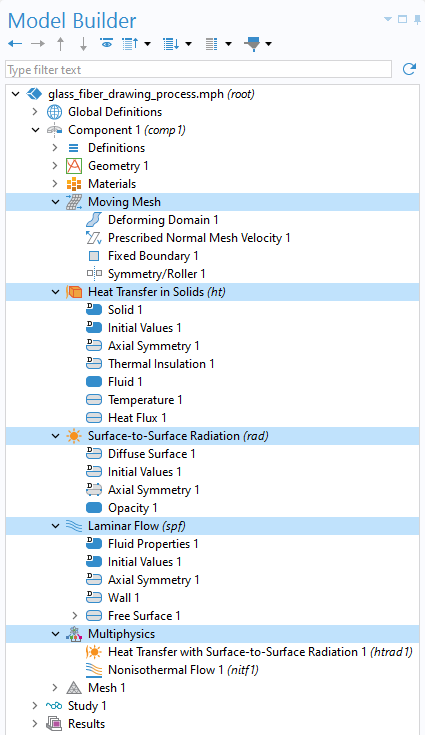 Model Builder
Type filter text
glass_fiber_drawing_process.mph (root)
Global Definitions
Component 1 (comp1)
Definitions
Geometry 1
Materials
Moving Mesh
Deforming Domain 1
Prescribed Normal Mesh Velocity 1
Fixed Boundary 1
Symmetry/Roller 1
Heat Transfer in Solids (ht)
Solid 1
Initial Values 1
Axial Symmetry 1
Thermal Insulation 1
Fluid 1
Temperature 1
Heat Flux 1
Surface-to-Surface Radiation (rad)
Diffuse Surface 1
Initial Values 1
Axial Symmetry 1
Opacity 1
Laminar Flow (spf)
Fluid Properties 1
Initial Values 1
Axial Symmetry 1
Wall 1
Free Surface 1
Multiphysics
Heat Transfer with Surface-to-Surface Radiation 1 (htrad1)
Nonisothermal Flow 1 (nitf1)
Mesh 1
Study 1
Results